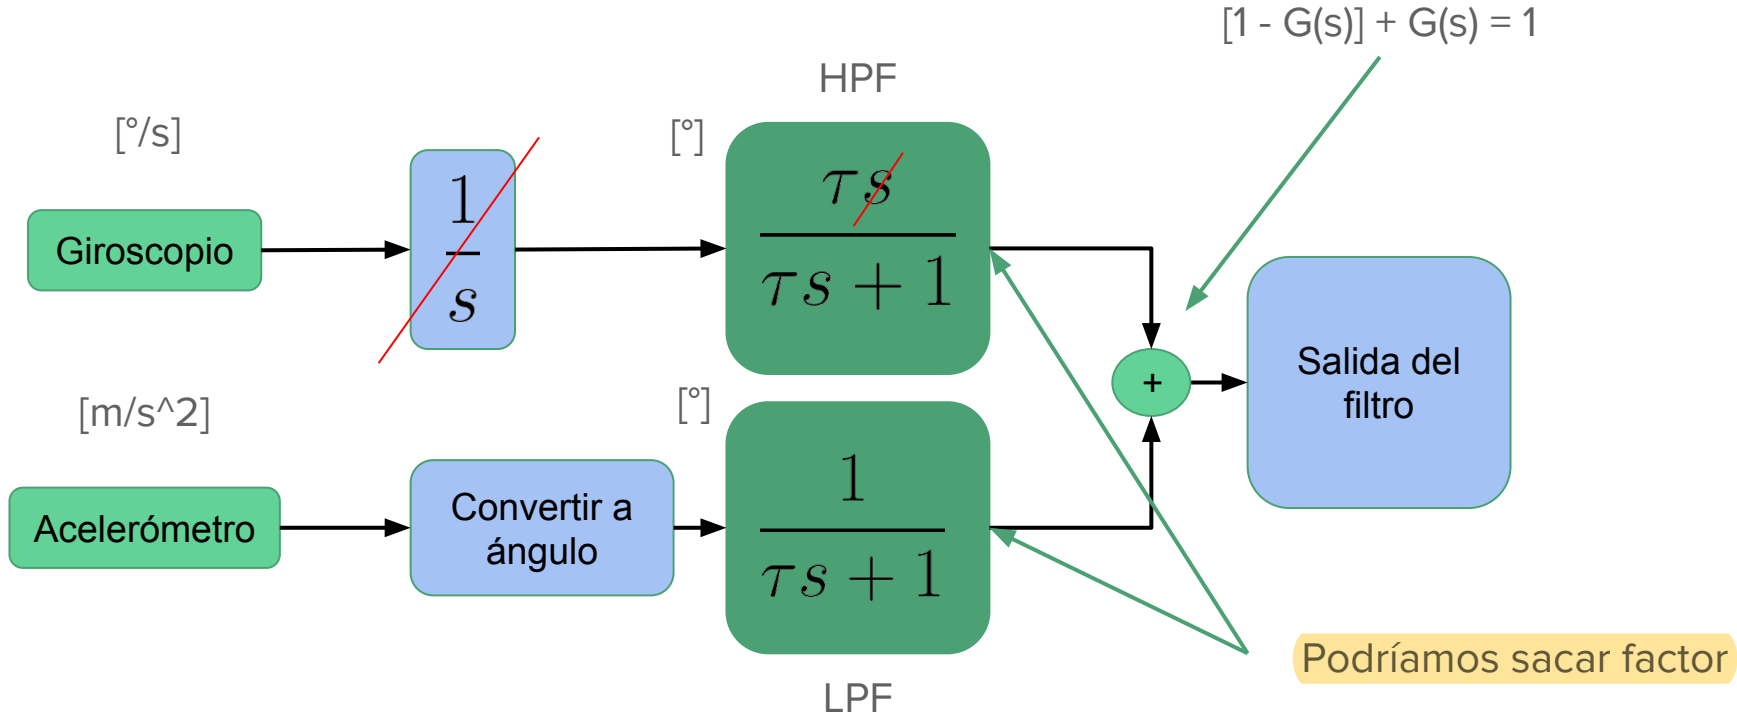 [1 - G(s)] + G(s) = 1
HPF
[°/s]
[°]
1
s
τs
τs + 1
Giroscopio
Salida del
filtro
+
[m/s^2]
[°]
Acelerómetro
Convertir a
ángulo
1
τs + 1
Podríamos sacar factor
LPF